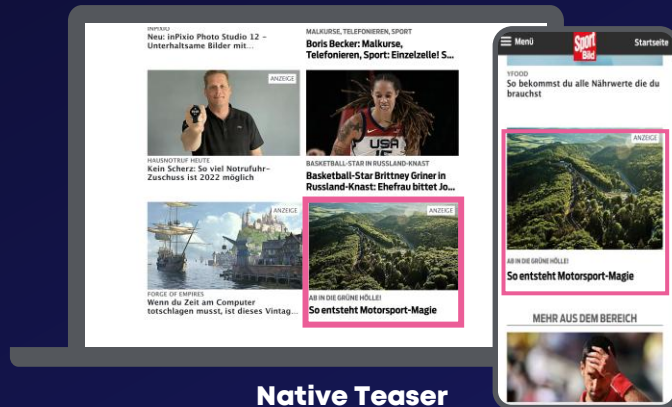 INPIXIO
Neu: inPixio Photo Studio 12 –
Unterhaltsame Bilder mit...
MALKURSE, TELEFONIEREN, SPORT
Boris Becker: Malkurse,
Telefonieren, Sport: Einzelzelle! S...
ANZEIGE
HAUSNOTRUF HEUTE
Kein Scherz: So viel Notrufuhr-
Zuschuss ist 2022 möglich
USA
BASKETBALL-STAR IN RUSSLAND-KNAST
Basketball-Star Brittney Griner in
Russland-Knast: Ehefrau bittet Jo...
ANZEIGE
FORGE OF EMPIRES
Wenn du Zeit am Computer
totschlagen musst, ist dieses Vintag...
ANZEIGE
AB IN DIE GRÜNE HÖLLE!
So entsteht Motorsport-Magie
Menü
Sport
Bild
Startseite
YFOOD
So bekommst du alle Nährwerte die du
brauchst
ANZEIGE
AB IN DIE GRÜNE HÖLLE!
So entsteht Motorsport-Magie
MEHR AUS DEM BEREICH
Native Teaser